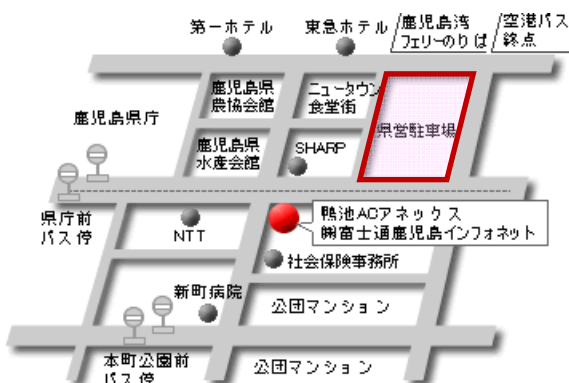 第一ホテル
東急ホテル
鹿児島湾
フェリーのりば
空港バス
終点
鹿児島県
農協会館
ニュータウン
食堂街
鹿児島県庁
県営駐車場
鹿児島県
水産会館
SHARP
県庁前
バス停
NTT
鴨池ACアネックス
㈱富士通鹿児島インフォネット
社会保険事務所
新町病院
公団マンション
本町公園前
バス停
公団マンション